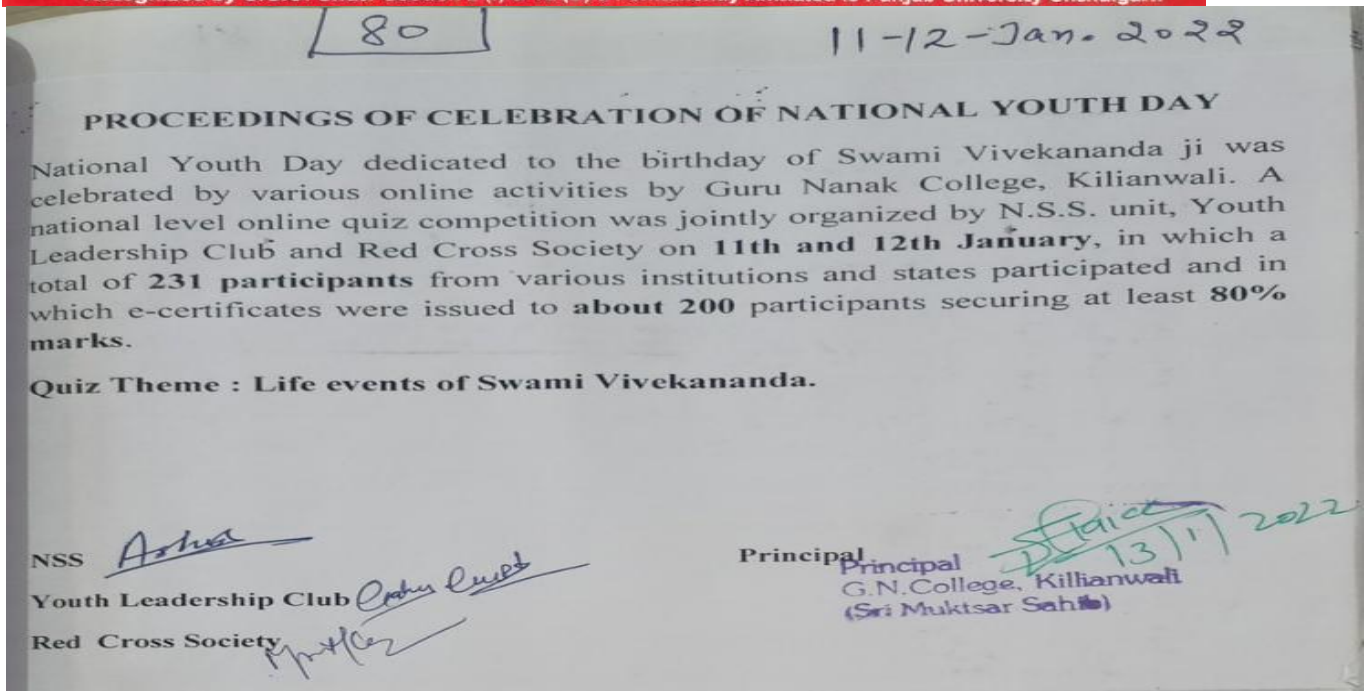 80
11-12-Jan. 2022
PROCEEDINGS OF CELEBRATION OF NATIONAL YOUTH DAY
National Youth Day dedicated to the birthday of Swami Vivekananda ji was
celebrated by various online activities by Guru Nanak College, Kilianwali. A
national level online quiz competition was jointly organized by N.S.S. unit, Youth
Leadership Club and Red Cross Society on 11th and 12th January, in which a
total of 231 participants from various institutions and states participated and in
which e-certificates were issued to about 200 participants securing at least 80%
marks.
Quiz Theme : Life events of Swami Vivekananda.
NSS
Youth Leadership Club
Red Cross Society
Principal
13/1/2022
Principal
G.N.College, Killianwali
(Sri Muktsar Sahib)